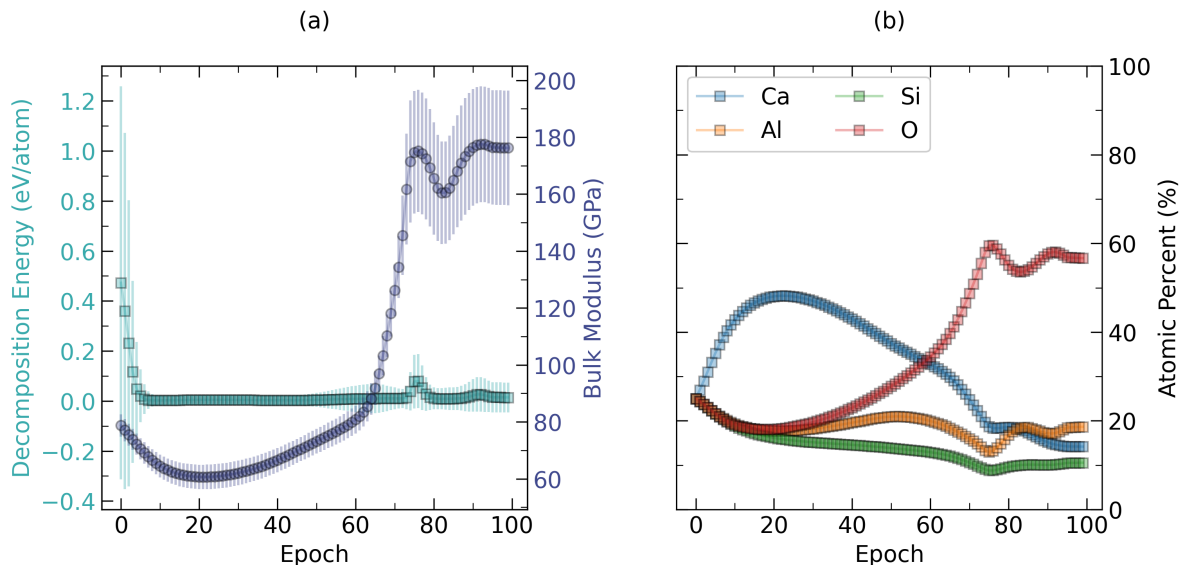 (a)
(b)
Decomposition Energy (eV/atom)
1.2
1.0
0.8
0.6
0.4
0.2
0.0
−0.2
−0.4
0 20 40 60 80 100
Epoch
200
180
160
140
120
100
80
60
Bulk Modulus (GPa)
Ca Si
Al O
0 20 40 60 80 100
Epoch
100
80
60
40
20
0
Atomic Percent (%)